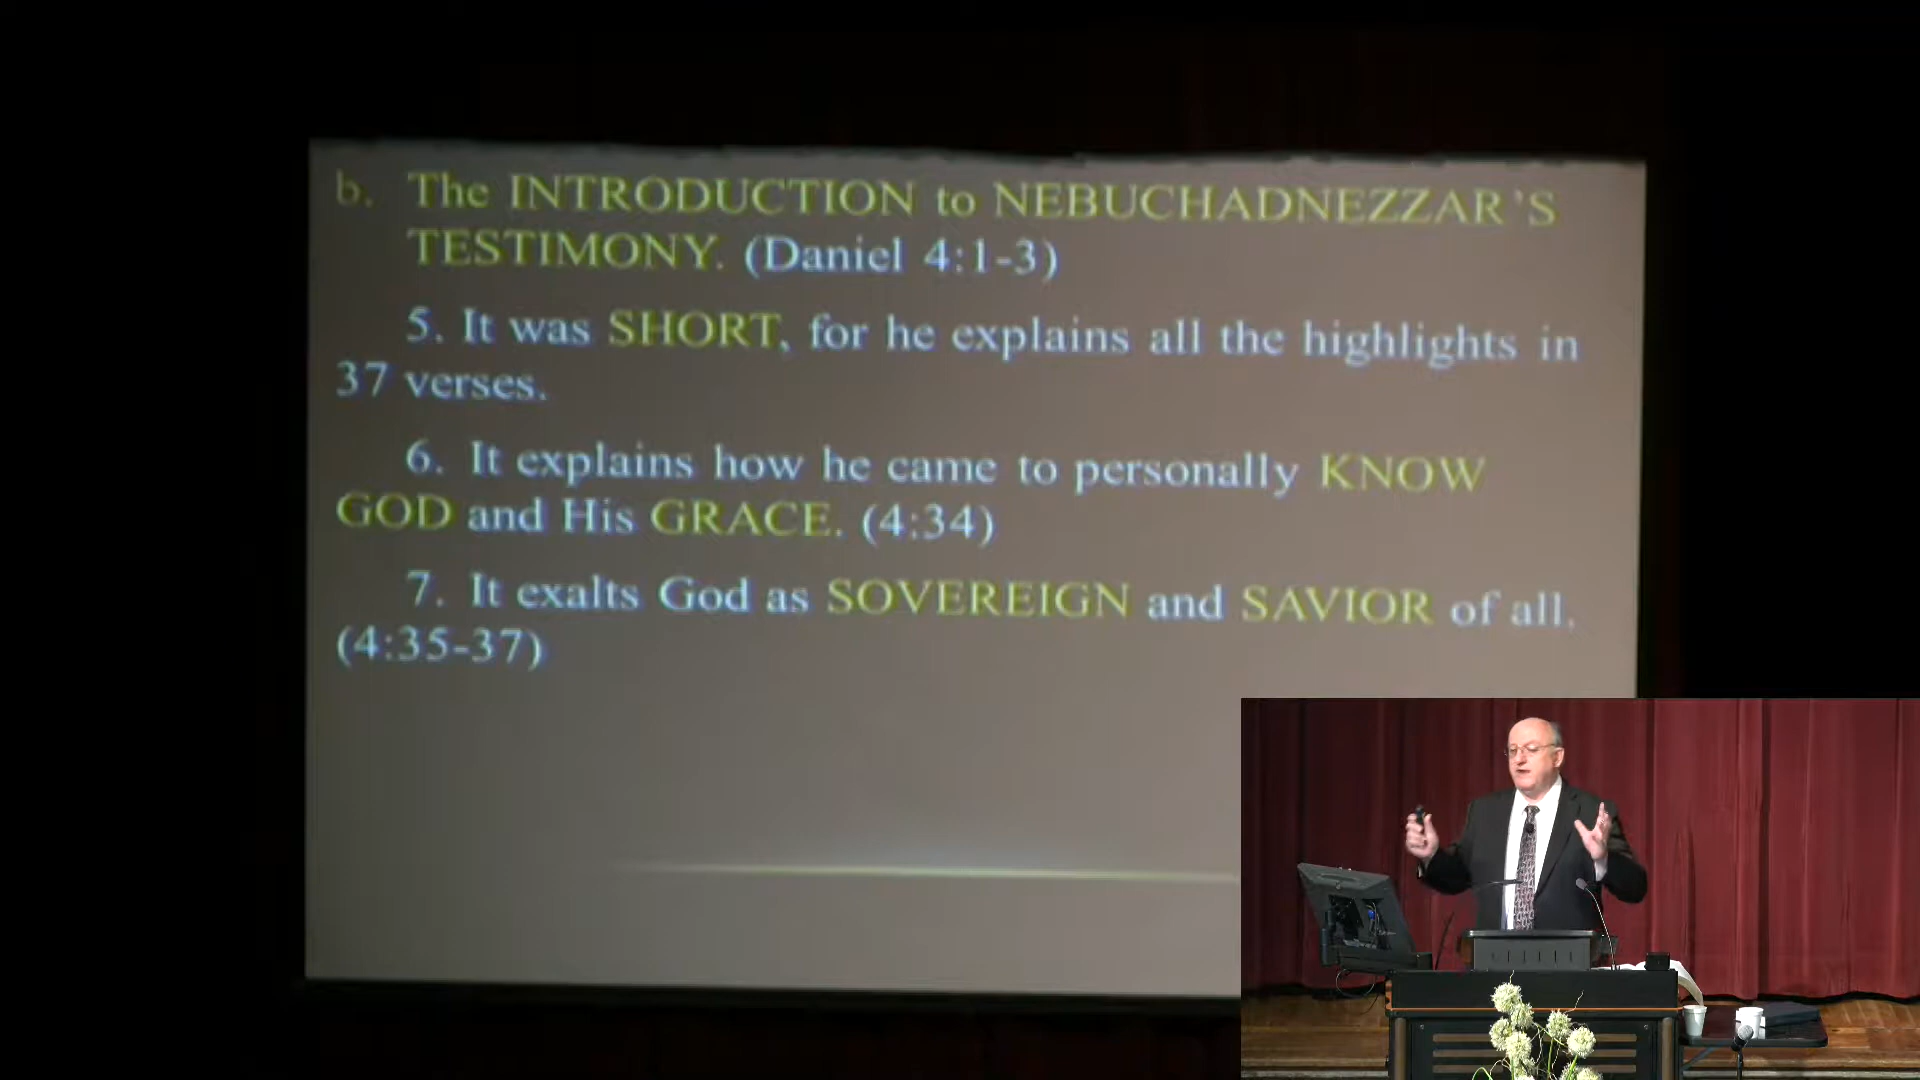 b. The INTRODUCTION to NEBUCHADNEZZAR'S
TESTIMONY. (Daniel 4:1-3)
5. It was SHORT, for he explains all the highlights in
37 verses.
6. It explains how he came to personally KNOW
GOD and His GRACE. (4:34)
7. It exalts God as SOVEREIGN and SAVIOR of all.
(4:35-37)